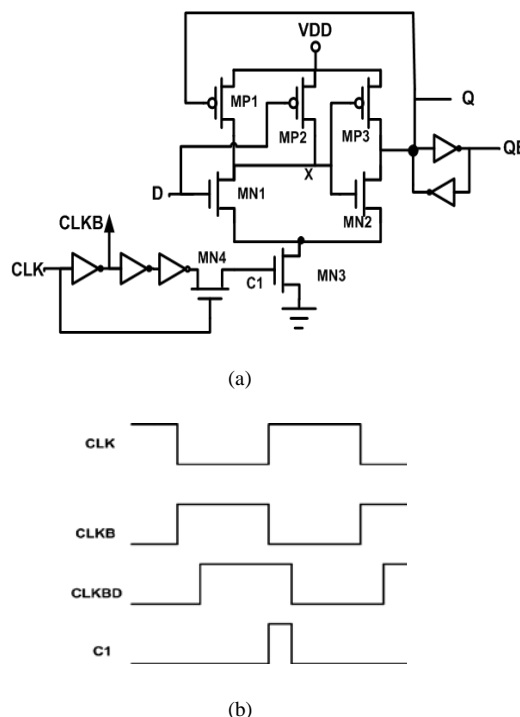 VDD
Q
MP1
MP2
MP3
QB
X
D
MN1
MN2
CLKB
MN4
CLK
C1
MN3
(a)
CLK
CLKB
CLKBD
C1
(b)